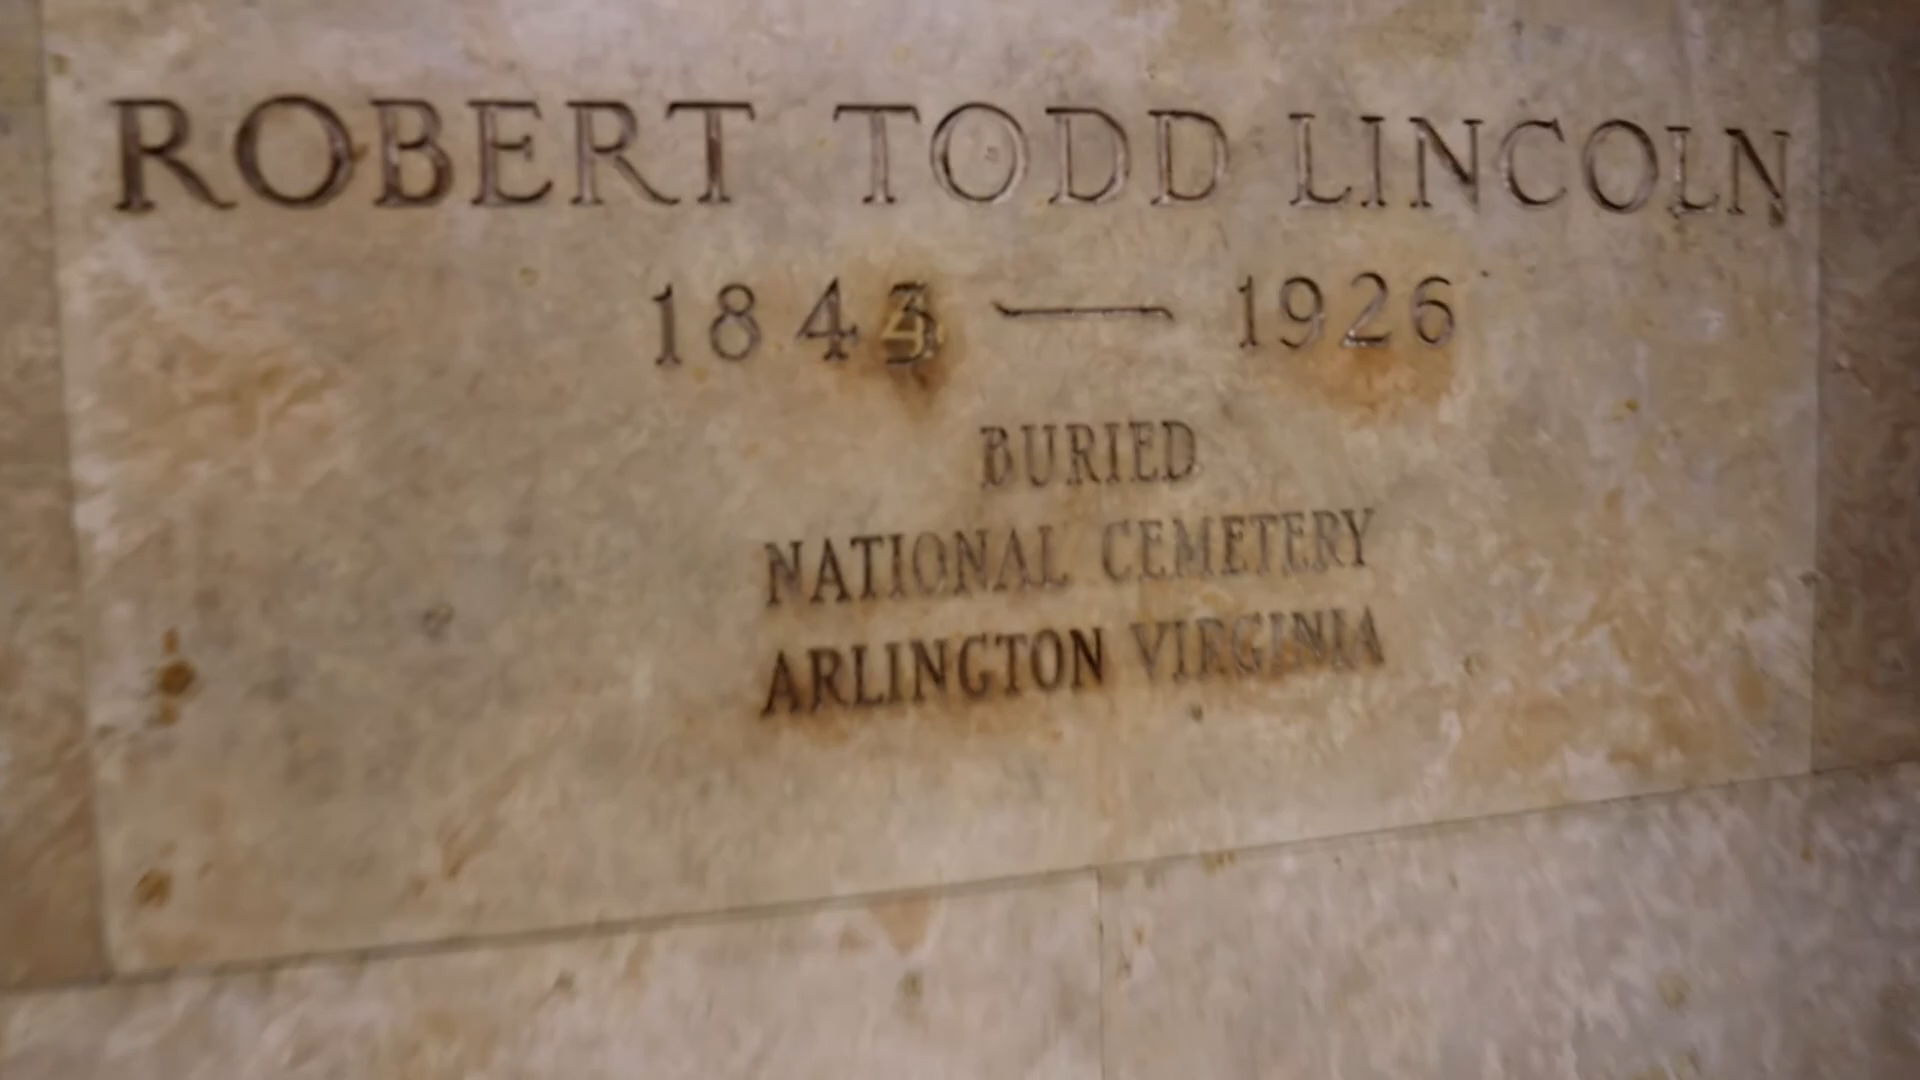 ROBERT TODD LINCOLN
1843 — 1926
BURIED
NATIONAL CEMETERY
ARLINGTON VIRGINIA